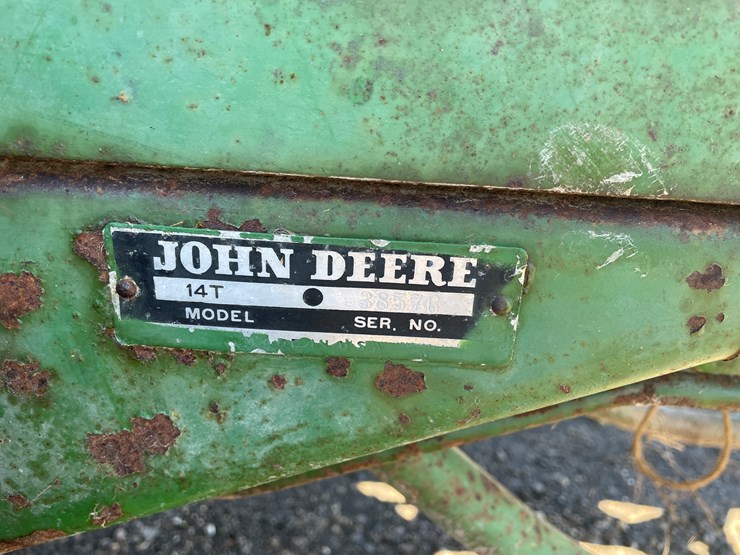 JOHN DEERE
14T
MODEL SER. NO.